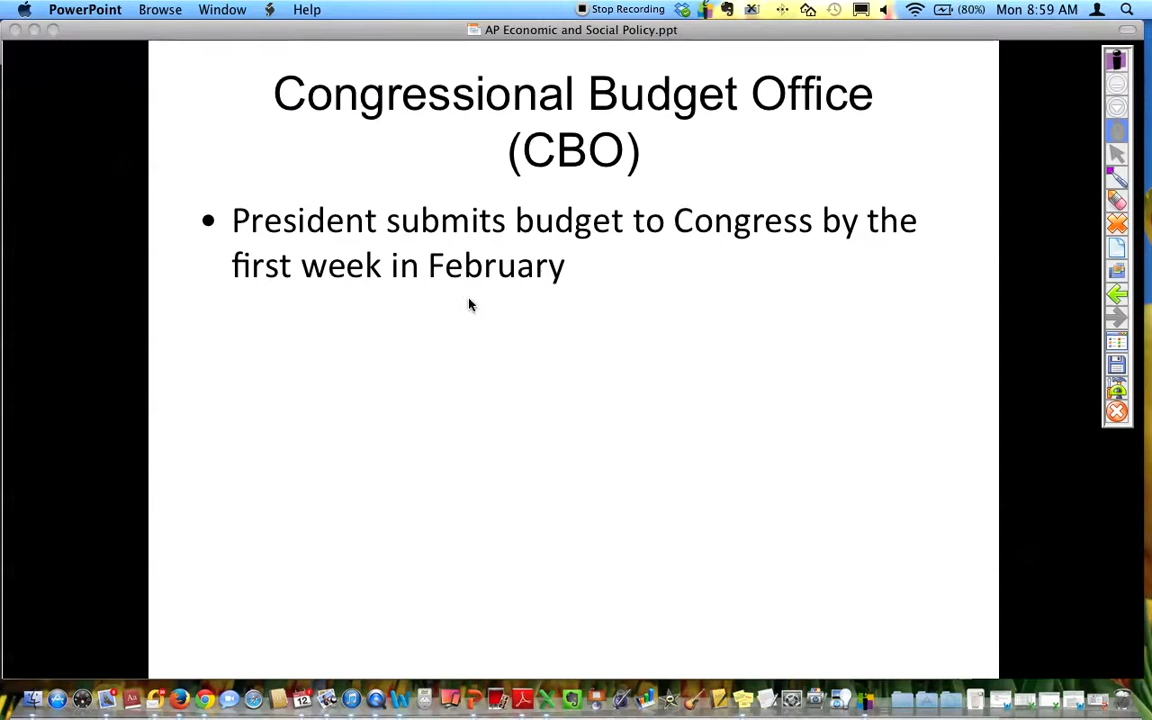 PowerPoint Browse Window Help Stop Recording (80%) Mon 8:59 AM
AP Economic and Social Policy.ppt
Congressional Budget Office
(CBO)
• President submits budget to Congress by the
first week in February